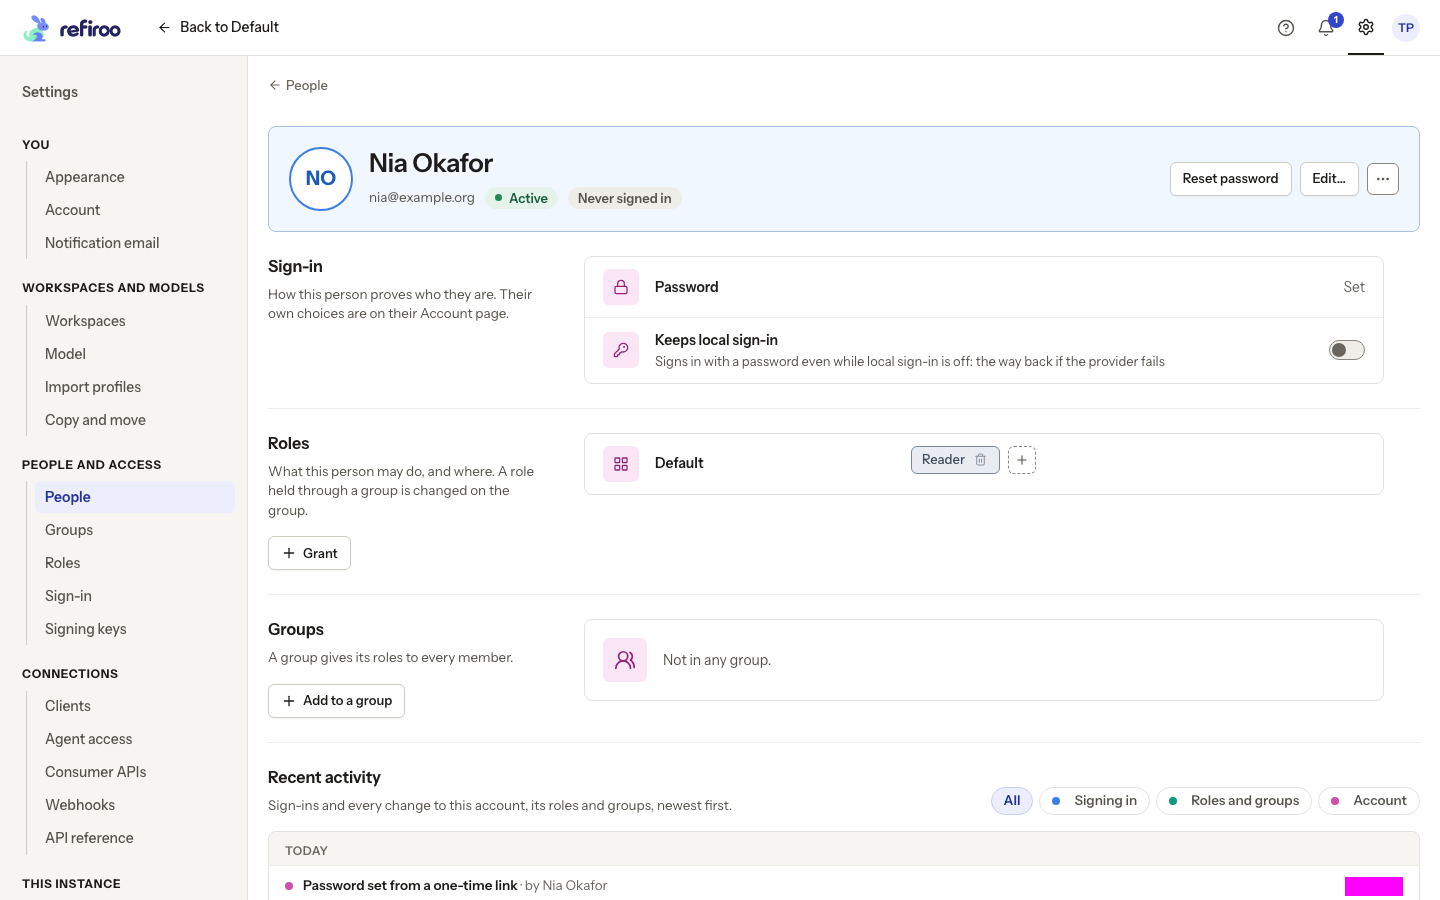 refiroo
Back to Default
1
TP
Settings
YOU
Appearance
Account
Notification email
WORKSPACES AND MODELS
Workspaces
Model
Import profiles
Copy and move
PEOPLE AND ACCESS
People
Groups
Roles
Sign-in
Signing keys
CONNECTIONS
Clients
Agent access
Consumer APIs
Webhooks
API reference
THIS INSTANCE
People
NO
Nia Okafor
nia@example.org Active Never signed in
Reset password Edit... ...
Sign-in
How this person proves who they are. Their
own choices are on their Account page.
Password Set
Keeps local sign-in
Signs in with a password even while local sign-in is off: the way back if the provider fails
Roles
What this person may do, and where. A role
held through a group is changed on the
group.
+ Grant
Default Reader +
Groups
A group gives its roles to every member.
+ Add to a group
Not in any group.
Recent activity
Sign-ins and every change to this account, its roles and groups, newest first.
All Signing in Roles and groups Account
TODAY
Password set from a one-time link · by Nia Okafor